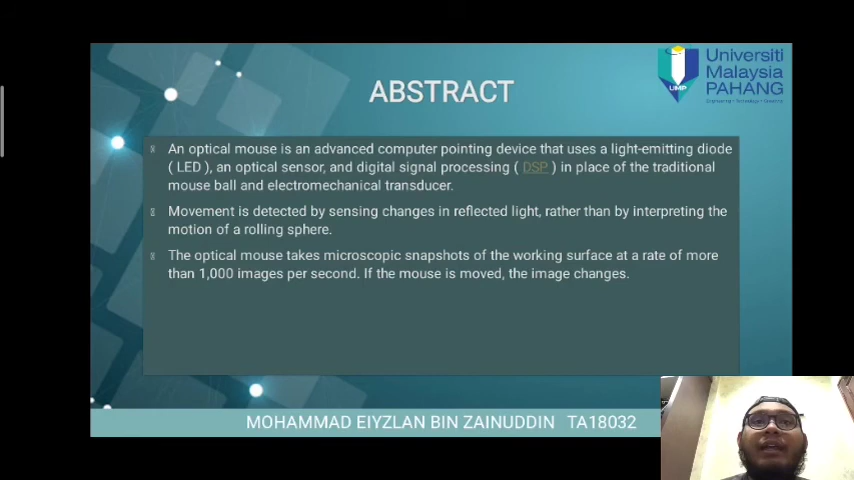 Universiti
Malaysia
PAHANG
UMP
ABSTRACT
An optical mouse is an advanced computer pointing device that uses a light-emitting diode
( LED ), an optical sensor, and digital signal processing ( DSP ) in place of the traditional
mouse ball and electromechanical transducer.
Movement is detected by sensing changes in reflected light, rather than by interpreting the
motion of a rolling sphere.
The optical mouse takes microscopic snapshots of the working surface at a rate of more
than 1,000 images per second. If the mouse is moved, the image changes.
MOHAMMAD EIYZLAN BIN ZAINUDDIN TA18032